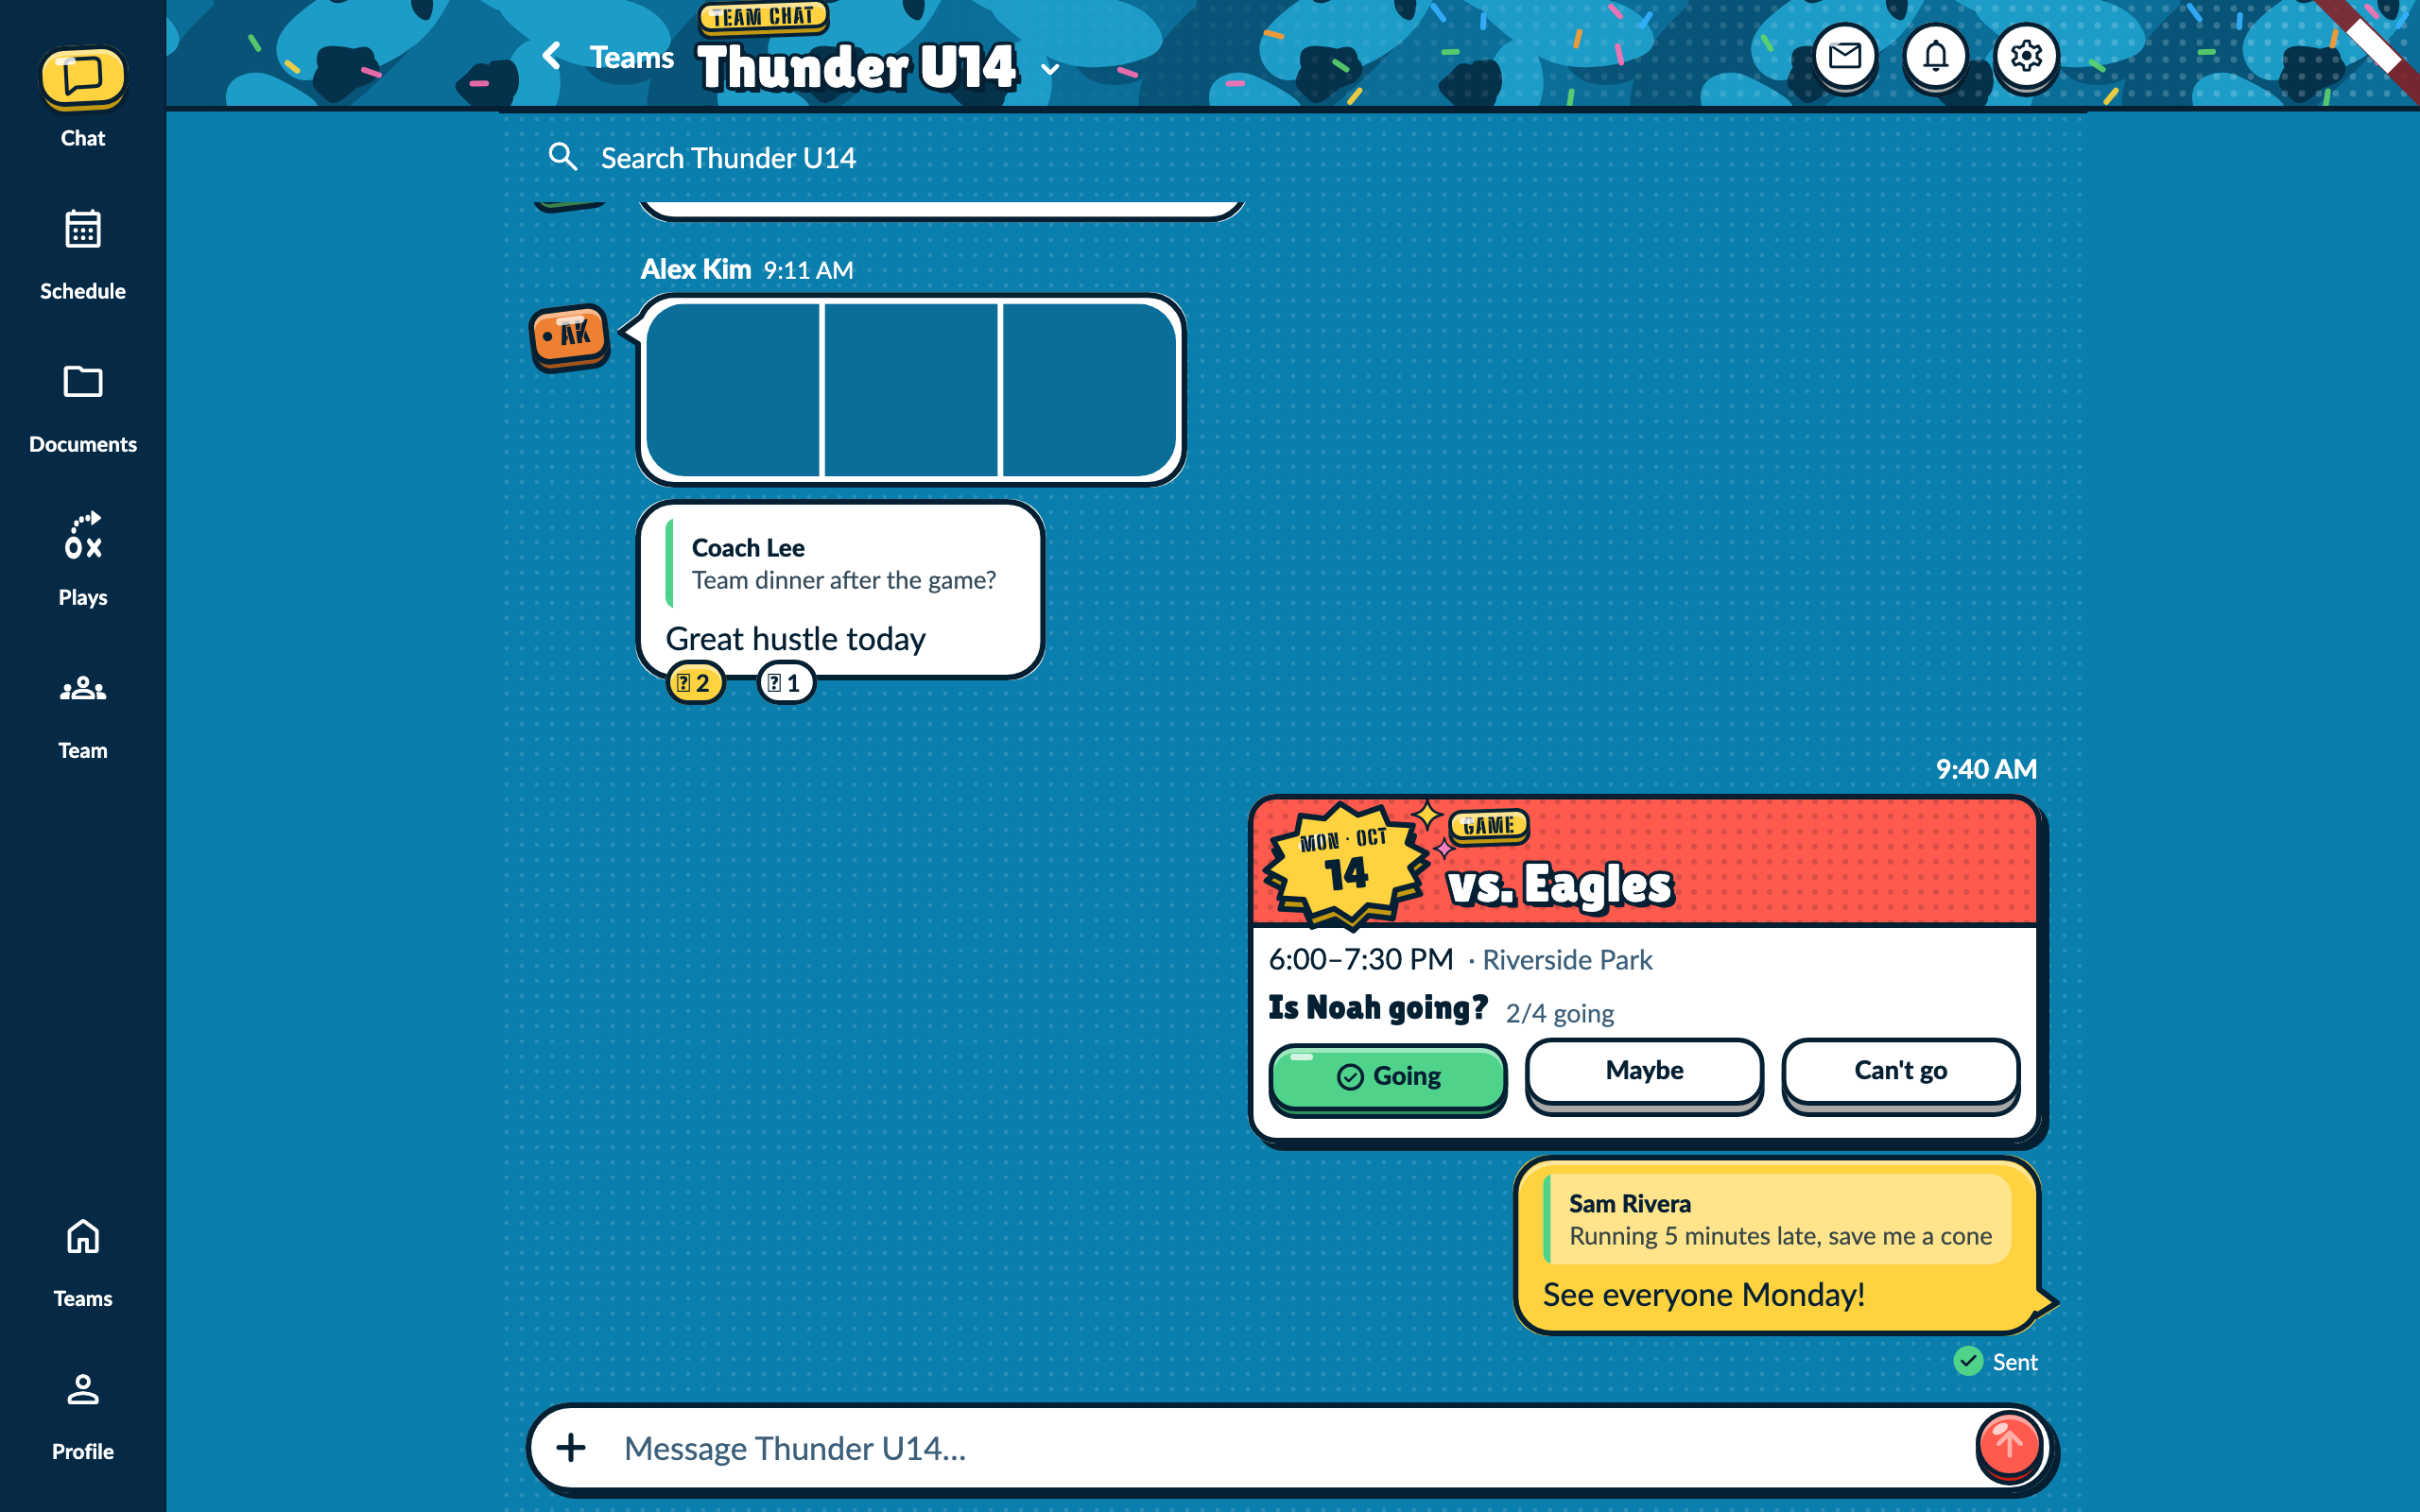 TEAM CHAT
Teams
Thunder U14
Chat
Schedule
Documents
Plays
Team
Teams
Profile
Search Thunder U14
Alex Kim 9:11 AM
AK
Coach Lee
Team dinner after the game?
Great hustle today
2
1
9:40 AM
MON · OCT
14
GAME
vs. Eagles
6:00–7:30 PM · Riverside Park
Is Noah going? 2/4 going
Going
Maybe
Can't go
Sam Rivera
Running 5 minutes late, save me a cone
See everyone Monday!
Sent
Message Thunder U14...